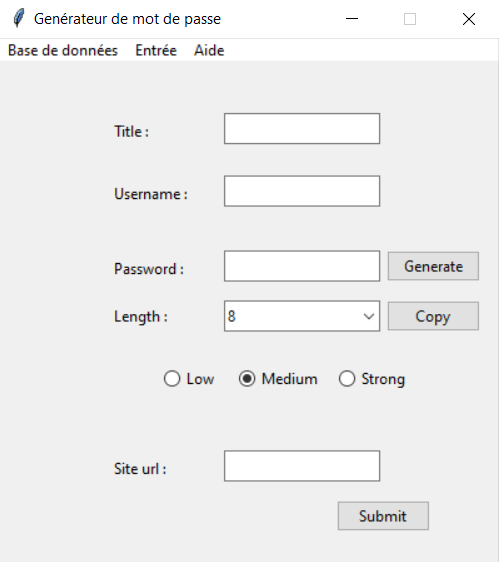 Genérateur de mot de passe
Base de données Entrée Aide
Title :
Username :
Password : Generate
Length : 8 Copy
Low Medium Strong
Site url :
Submit